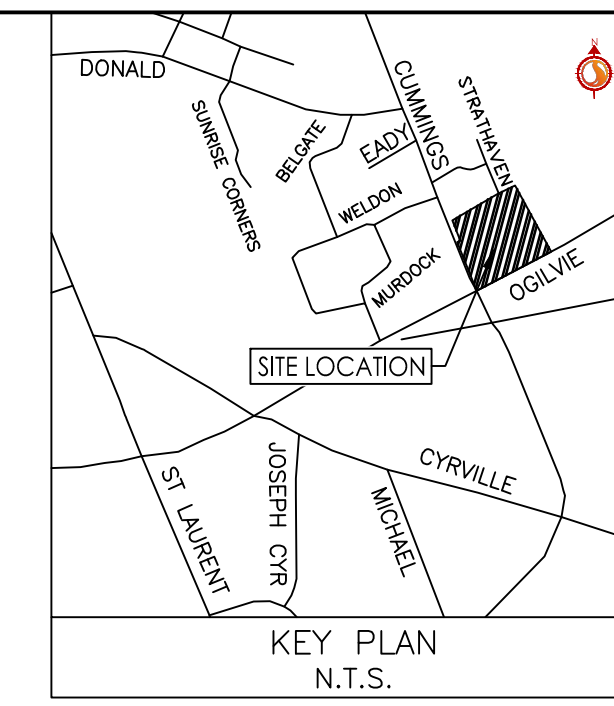 N
DONALD
CUMMINGS
STRATHAVEN
SUNRISE CORNERS
BELGATE
EADY
WELDON
MURDOCK
OGILVIE
SITE LOCATION
ST LAURENT
JOSEPH CYR
MICHAEL
CYRVILLE
KEY PLAN
N.T.S.